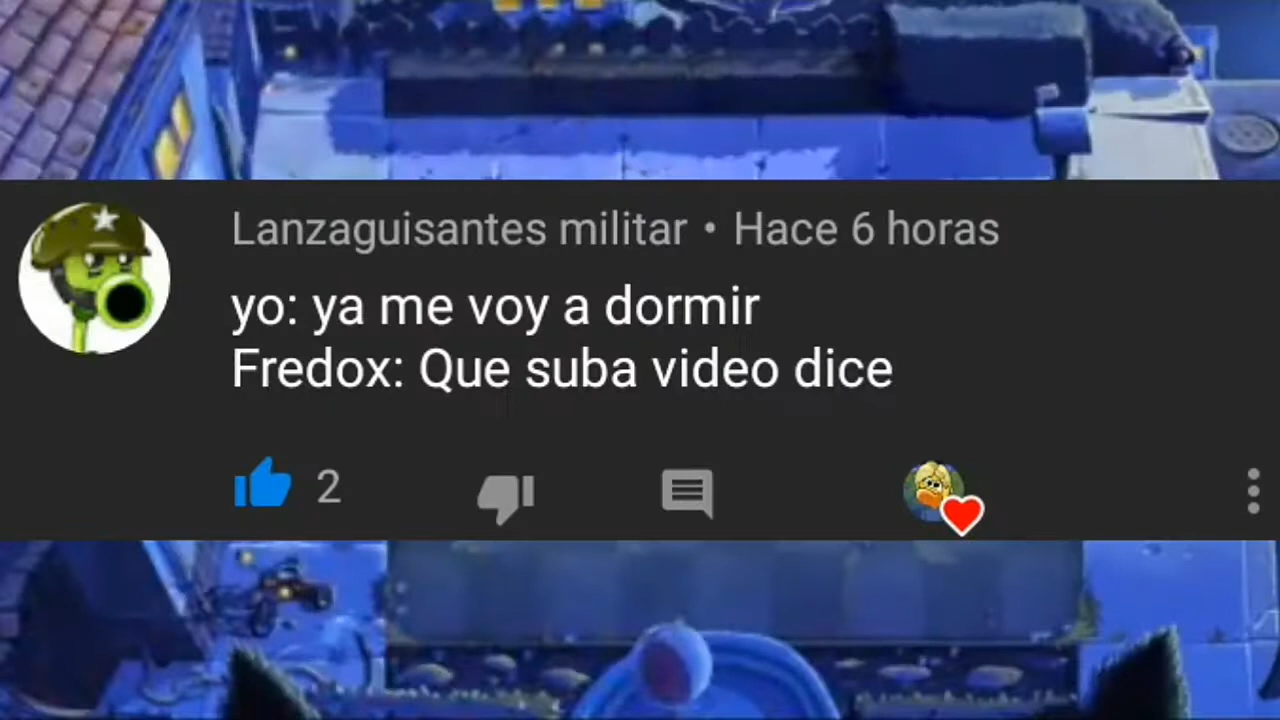 Lanzaguisantes militar • Hace 6 horas
yo: ya me voy a dormir
Fredox: Que suba video dice
2